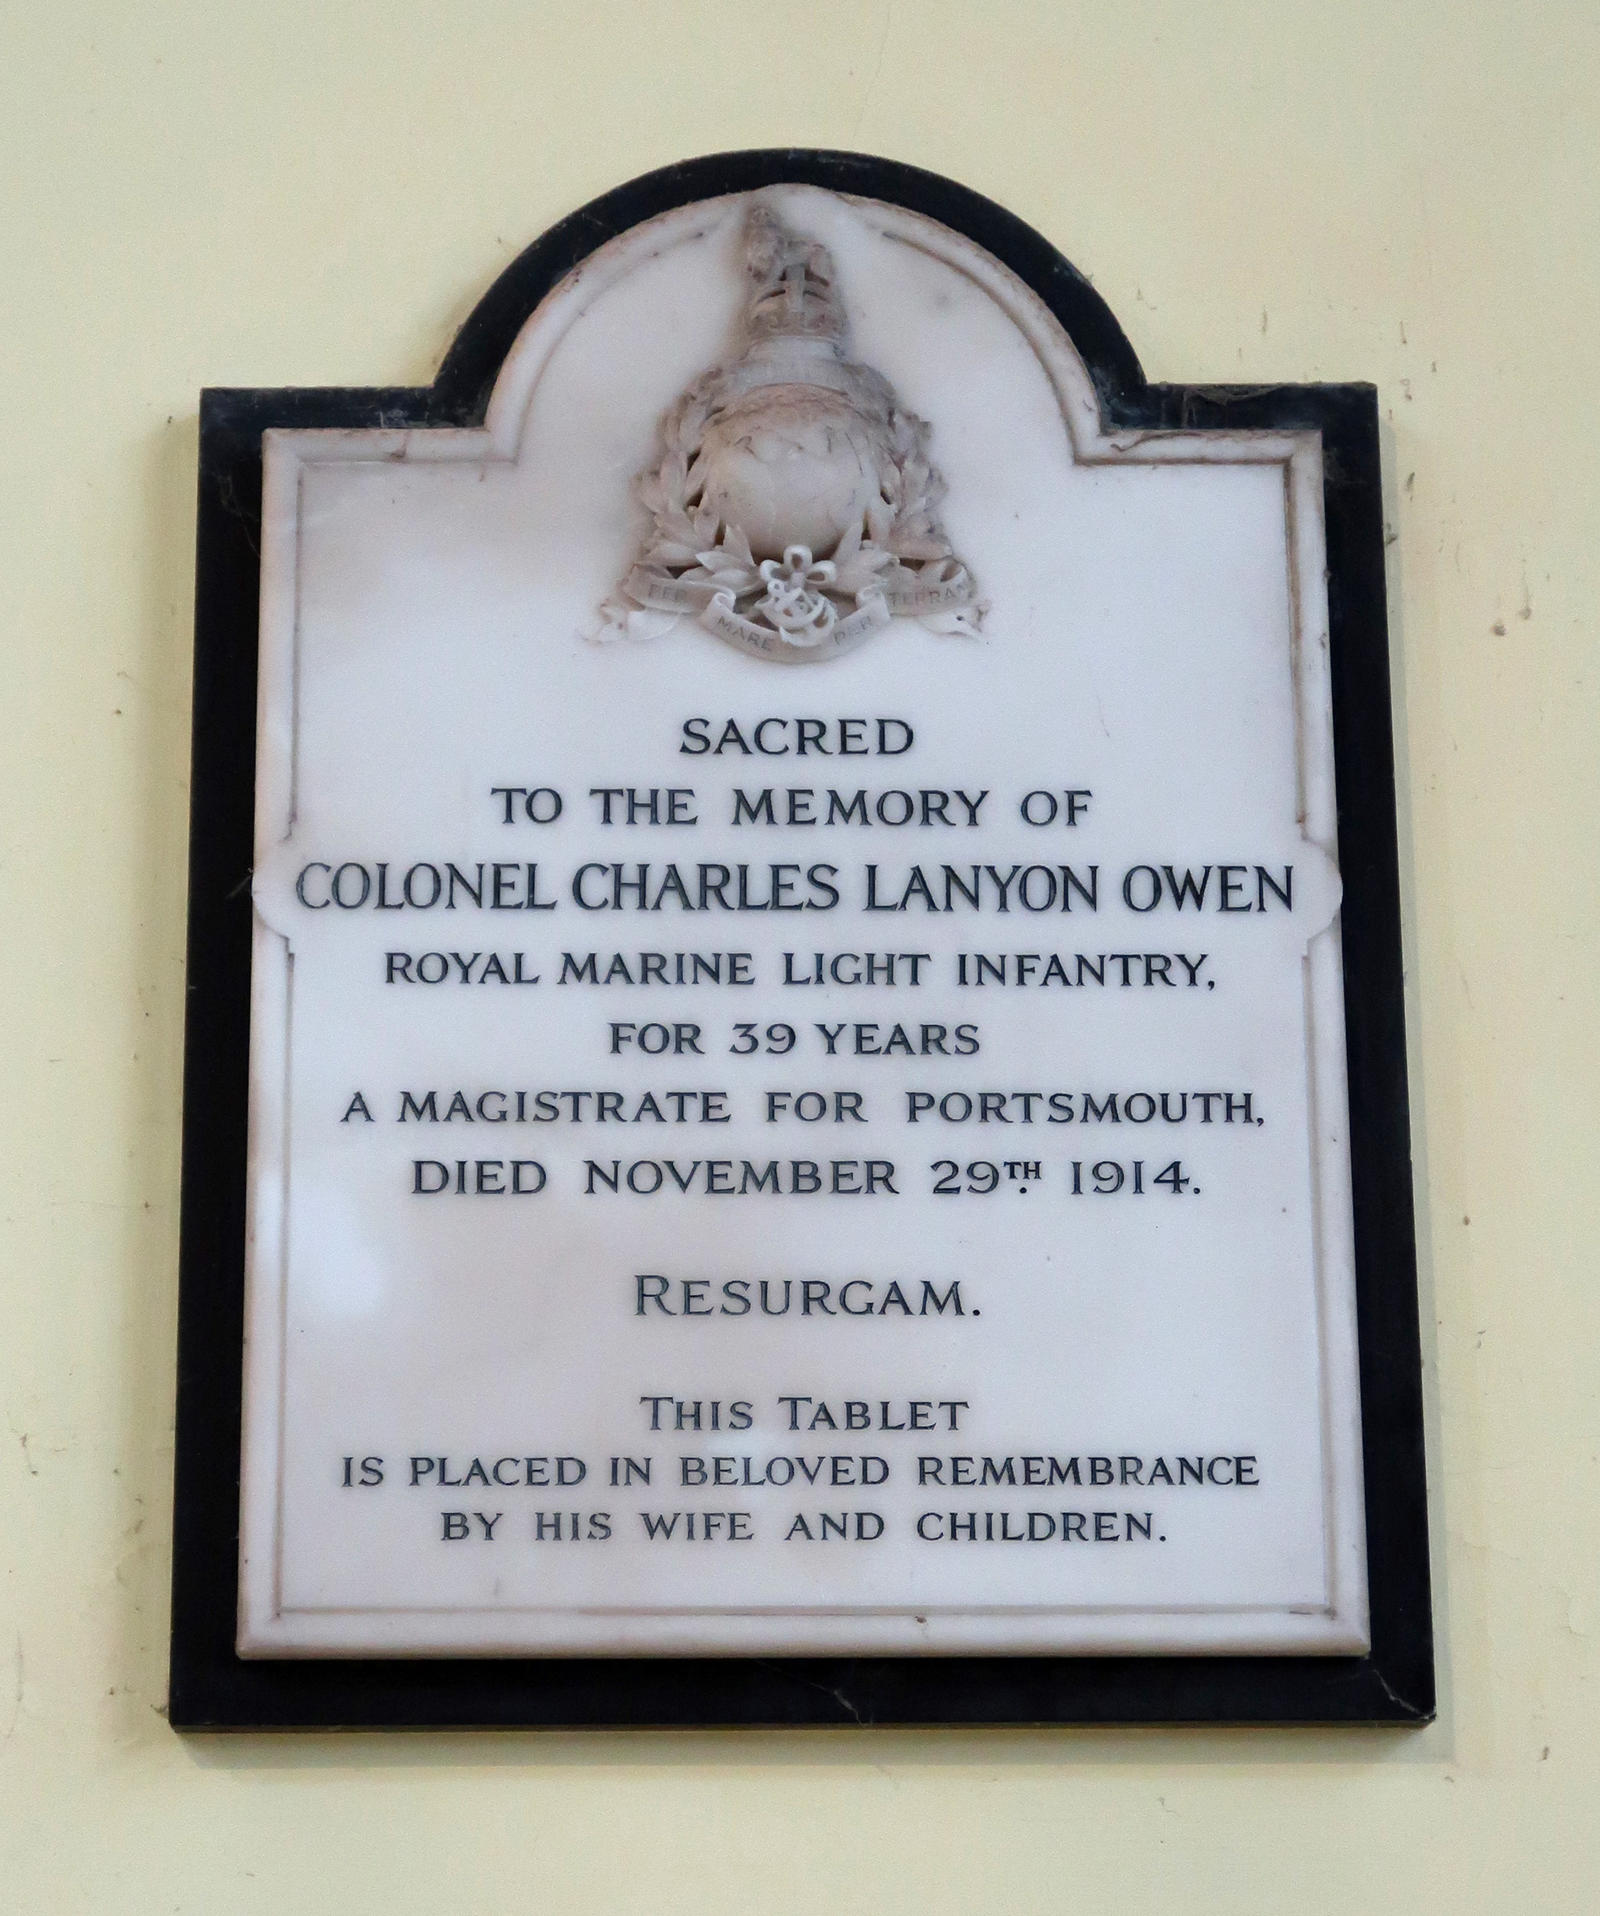 PER MARE PER TERRAM
SACRED
TO THE MEMORY OF
COLONEL CHARLES LANYON OWEN
ROYAL MARINE LIGHT INFANTRY,
FOR 39 YEARS
A MAGISTRATE FOR PORTSMOUTH,
DIED NOVEMBER 29TH 1914.
RESURGAM.
THIS TABLET
IS PLACED IN BELOVED REMEMBRANCE
BY HIS WIFE AND CHILDREN.